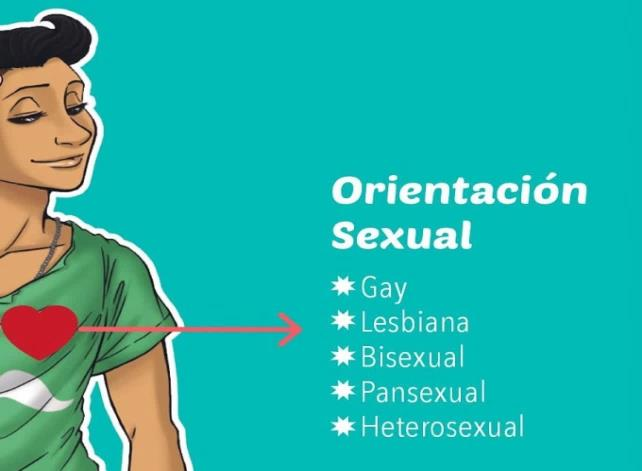 Orientación
Sexual
Gay
Lesbiana
Bisexual
Pansexual
Heterosexual